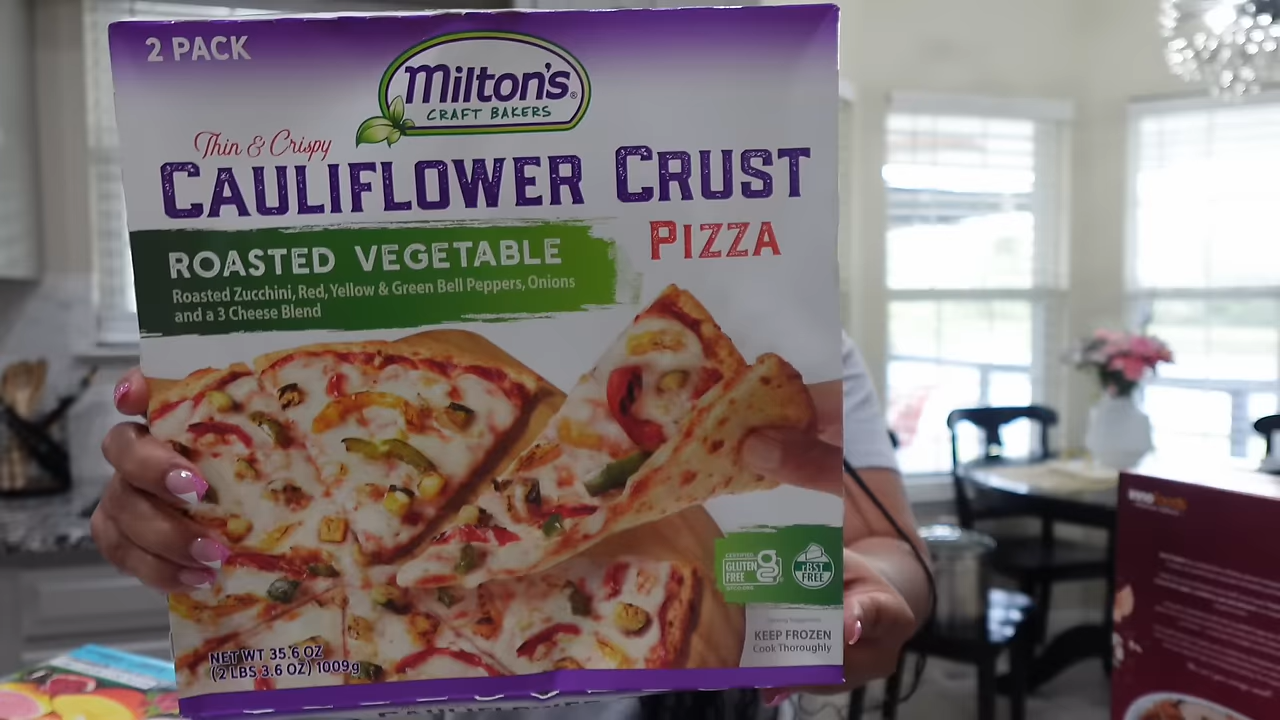 2 PACK
Milton's®
CRAFT BAKERS
Thin & Crispy
CAULIFLOWER CRUST
PIZZA
ROASTED VEGETABLE
Roasted Zucchini, Red, Yellow & Green Bell Peppers, Onions
and a 3 Cheese Blend
CERTIFIED
GLUTEN
FREE
rBST
FREE
KEEP FROZEN
Cook Thoroughly
NET WT 35.6 OZ
(2 LBS 3.6 OZ) 1009g